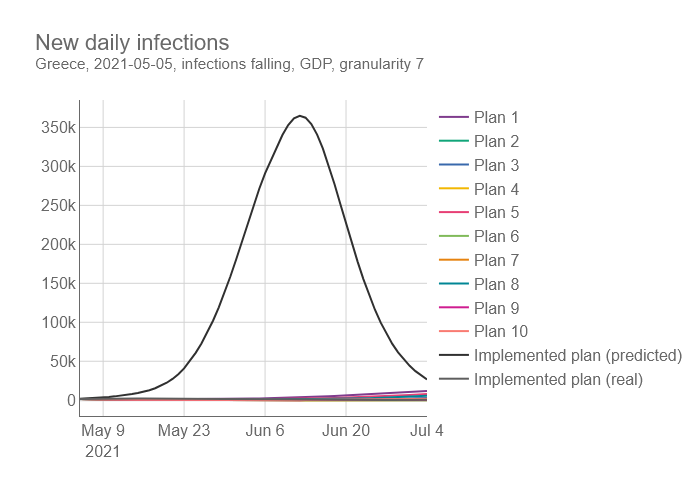 New daily infections
Greece, 2021-05-05, infections falling, GDP, granularity 7
350k
300k
250k
200k
150k
100k
50k
0
May 9
2021
May 23
Jun 6
Jun 20
Jul 4
Plan 1
Plan 2
Plan 3
Plan 4
Plan 5
Plan 6
Plan 7
Plan 8
Plan 9
Plan 10
Implemented plan (predicted)
Implemented plan (real)